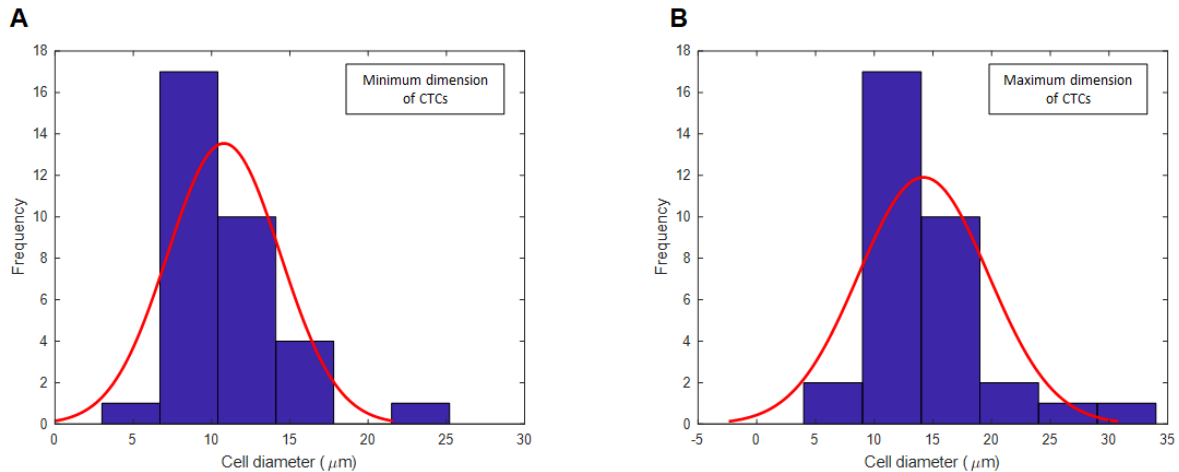 A
B
18
16
14
12
10
8
6
4
2
0
Frequency
Minimum dimension
of CTCs
0 5 10 15 20 25 30
Cell diameter ( μm)
18
16
14
12
10
8
6
4
2
0
Frequency
Maximum dimension
of CTCs
-5 0 5 10 15 20 25 30 35
Cell diameter ( μm)